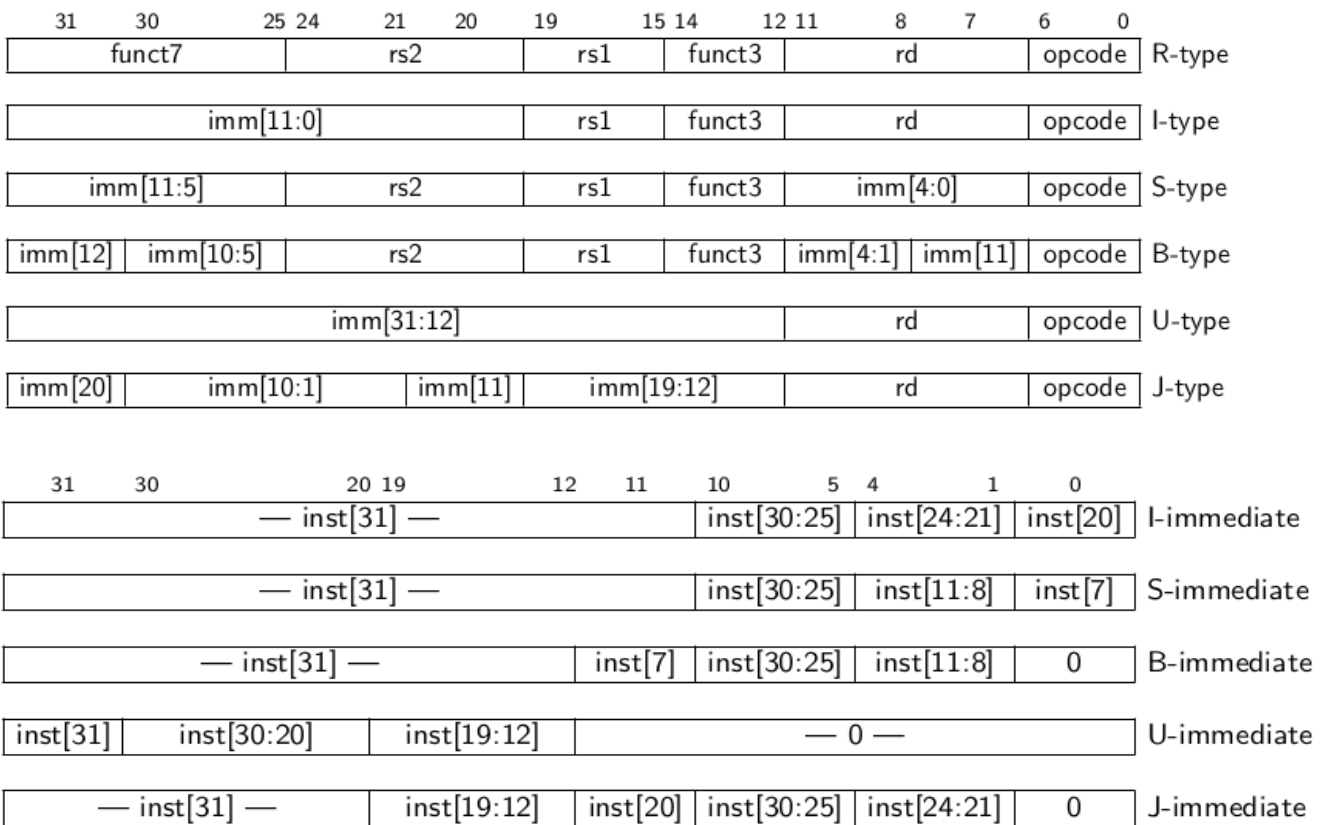 31 30 25 24 21 20 19 15 14 12 11 8 7 6 0
funct7 rs2 rs1 funct3 rd opcode R-type
imm[11:0] rs1 funct3 rd opcode I-type
imm[11:5] rs2 rs1 funct3 imm[4:0] opcode S-type
imm[12] imm[10:5] rs2 rs1 funct3 imm[4:1] imm[11] opcode B-type
imm[31:12] rd opcode U-type
imm[20] imm[10:1] imm[11] imm[19:12] rd opcode J-type
31 30 20 19 12 11 10 5 4 1 0
— inst[31] — inst[30:25] inst[24:21] inst[20] I-immediate
— inst[31] — inst[30:25] inst[11:8] inst[7] S-immediate
— inst[31] — inst[7] inst[30:25] inst[11:8] 0 B-immediate
inst[31] inst[30:20] inst[19:12] — 0 — U-immediate
— inst[31] — inst[19:12] inst[20] inst[30:25] inst[24:21] 0 J-immediate